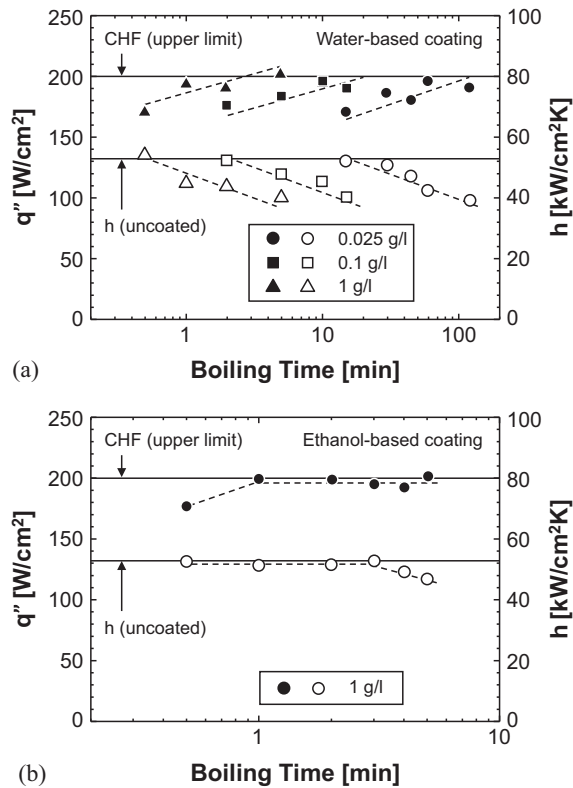 CHF (upper limit) Water-based coating
h (uncoated)
0.025 g/l
0.1 g/l
1 g/l
250
200
150
100
50
0
q” [W/cm²]
100
80
60
40
20
0
h [kW/cm²K]
1 10 100
(a) Boiling Time [min]
CHF (upper limit) Ethanol-based coating
h (uncoated)
1 g/l
250
200
150
100
50
0
q” [W/cm²]
100
80
60
40
20
0
h [kW/cm²K]
1 10
(b) Boiling Time [min]